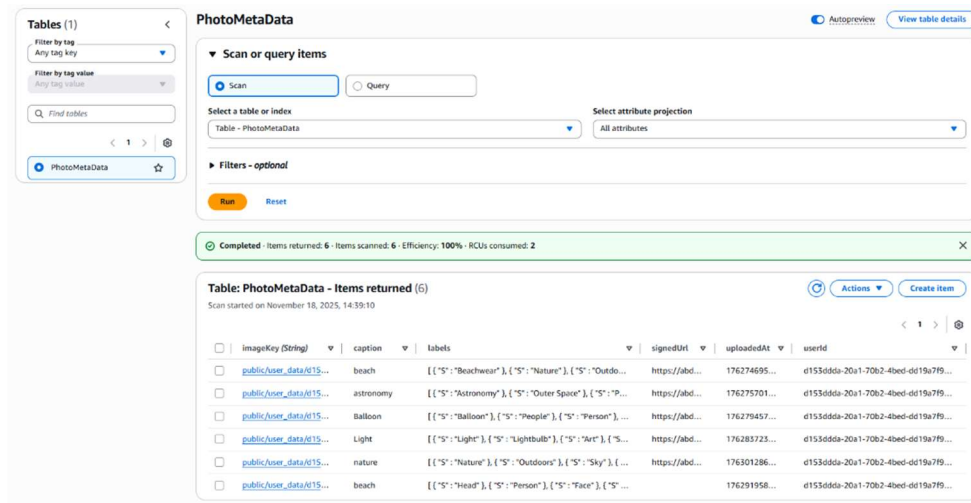 Tables (1)
Filter by tag
Any tag key
Filter by tag value
Any tag value
Find tables
1
PhotoMetaData
PhotoMetaData
Autopreview
View table details
Scan or query items
Scan
Query
Select a table or index
Table - PhotoMetaData
Select attribute projection
All attributes
Filters - optional
Run
Reset
Completed · Items returned: 6 · Items scanned: 6 · Efficiency: 100% · RCUs consumed: 2
Table: PhotoMetaData - Items returned (6)
Actions
Create item
Scan started on November 18, 2025, 14:39:10
1
imageKey (String) caption labels signedUrl uploadedAt userId
public/user_data/d15... beach [ { "S" : "Beachwear" }, { "S" : "Nature" }, { "S" : "Outdo... https://abd... 176274695... d153ddda-20a1-70b2-4bed-dd19a7f9...
public/user_data/d15... astronomy [ { "S" : "Astronomy" }, { "S" : "Outer Space" }, { "S" : "P... https://abd... 176275701... d153ddda-20a1-70b2-4bed-dd19a7f9...
public/user_data/d15... Balloon [ { "S" : "Balloon" }, { "S" : "People" }, { "S" : "Person" }, ... https://abd... 176279457... d153ddda-20a1-70b2-4bed-dd19a7f9...
public/user_data/d15... Light [ { "S" : "Light" }, { "S" : "Lightbulb" }, { "S" : "Art" }, { "S... https://abd... 176283723... d153ddda-20a1-70b2-4bed-dd19a7f9...
public/user_data/d15... nature [ { "S" : "Nature" }, { "S" : "Outdoors" }, { "S" : "Sky" }, { ... https://abd... 176301286... d153ddda-20a1-70b2-4bed-dd19a7f9...
public/user_data/d15... beach [ { "S" : "Head" }, { "S" : "Person" }, { "S" : "Face" }, { "S" ... 176291958... d153ddda-20a1-70b2-4bed-dd19a7f9...